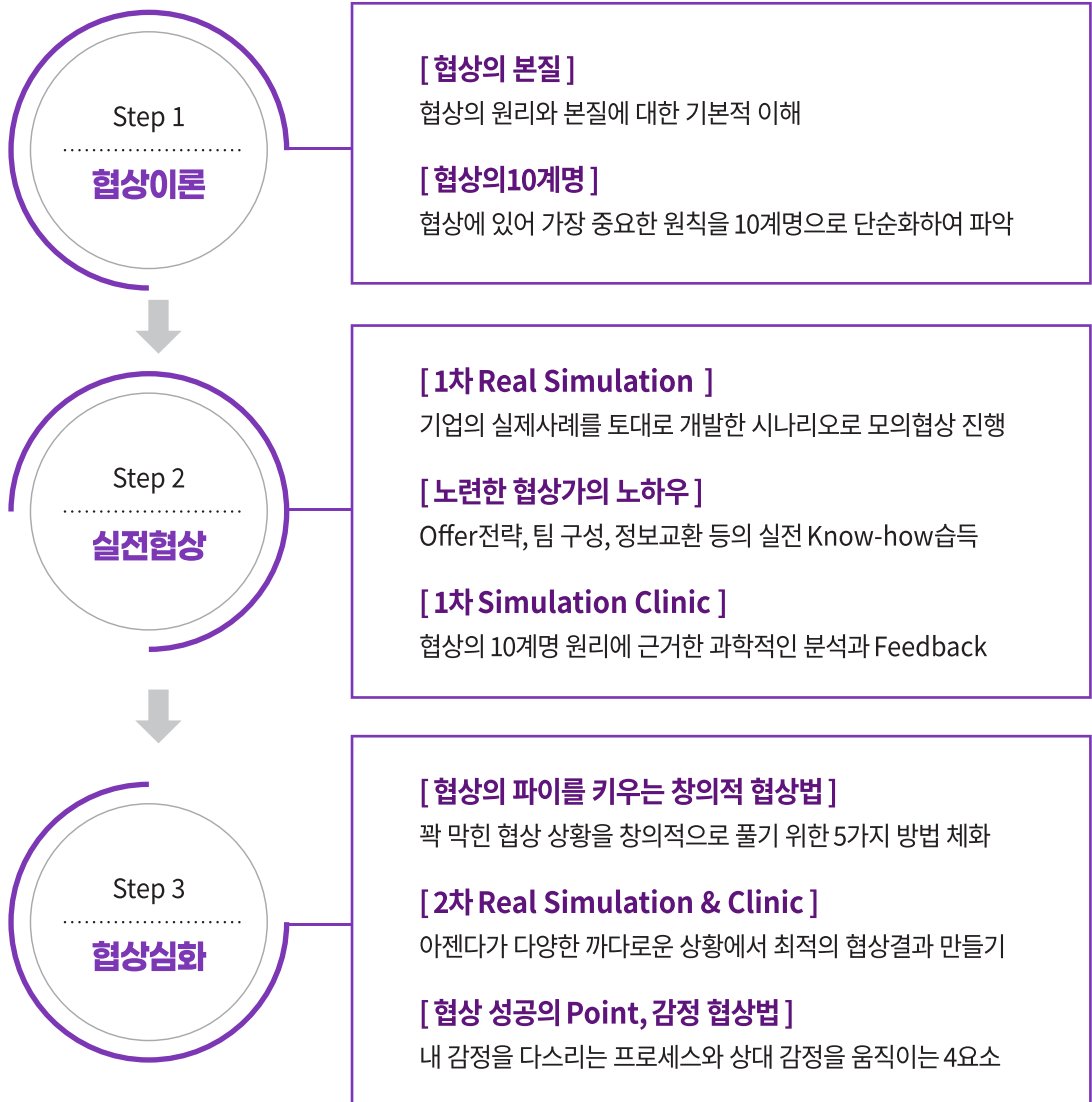 Step 1
협상이론
[ 협상의 본질 ]
협상의 원리와 본질에 대한 기본적 이해
[ 협상의10계명 ]
협상에 있어 가장 중요한 원칙을 10계명으로 단순화하여 파악
Step 2
실전협상
[ 1차 Real Simulation ]
기업의 실제사례를 토대로 개발한 시나리오로 모의협상 진행
[ 노련한 협상가의 노하우 ]
Offer전략, 팀 구성, 정보교환 등의 실전 Know-how습득
[ 1차 Simulation Clinic ]
협상의 10계명 원리에 근거한 과학적인 분석과 Feedback
Step 3
협상심화
[ 협상의 파이를 키우는 창의적 협상법 ]
꽉 막힌 협상 상황을 창의적으로 풀기 위한 5가지 방법 체화
[ 2차 Real Simulation & Clinic ]
아젠다가 다양한 까다로운 상황에서 최적의 협상결과 만들기
[ 협상 성공의 Point, 감정 협상법 ]
내 감정을 다스리는 프로세스와 상대 감정을 움직이는 4요소